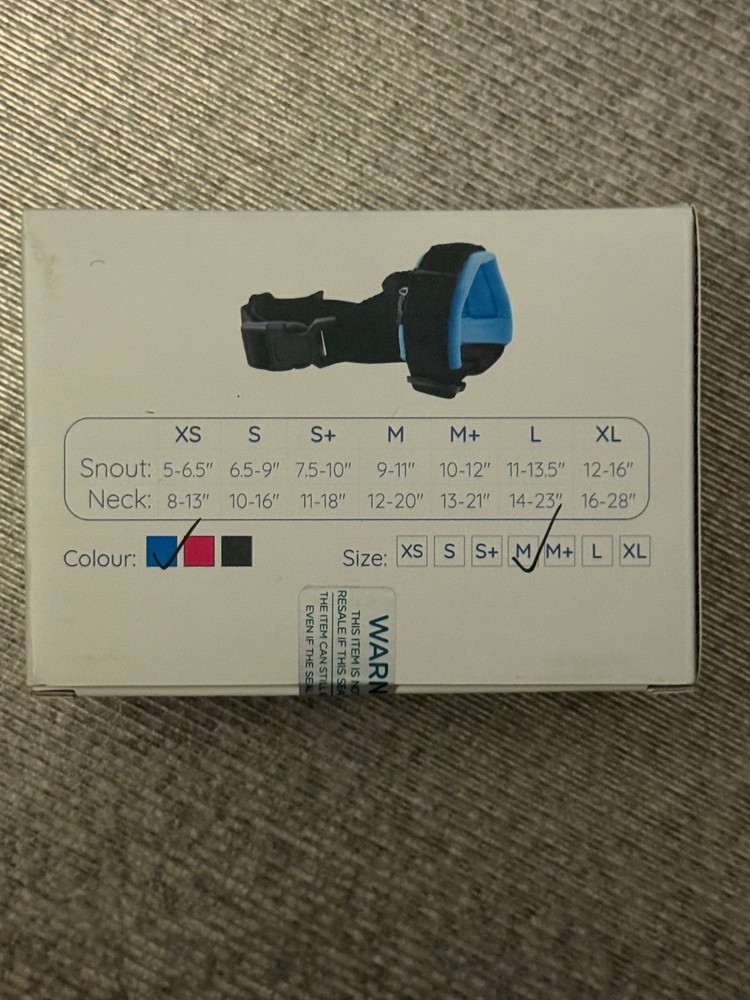 XS S S+ M M+ L XL
Snout: 5-6.5" 6.5-9" 7.5-10" 9-11" 10-12" 11-13.5" 12-16"
Neck: 8-13" 10-16" 11-18" 12-20" 13-21" 14-23" 16-28"
Colour: Size: XS S S+ M M+ L XL
WARN
THIS ITEM IS NO
RESALE IF THIS SEA
THE ITEM CAN STILL
EVEN IF THE SEAL